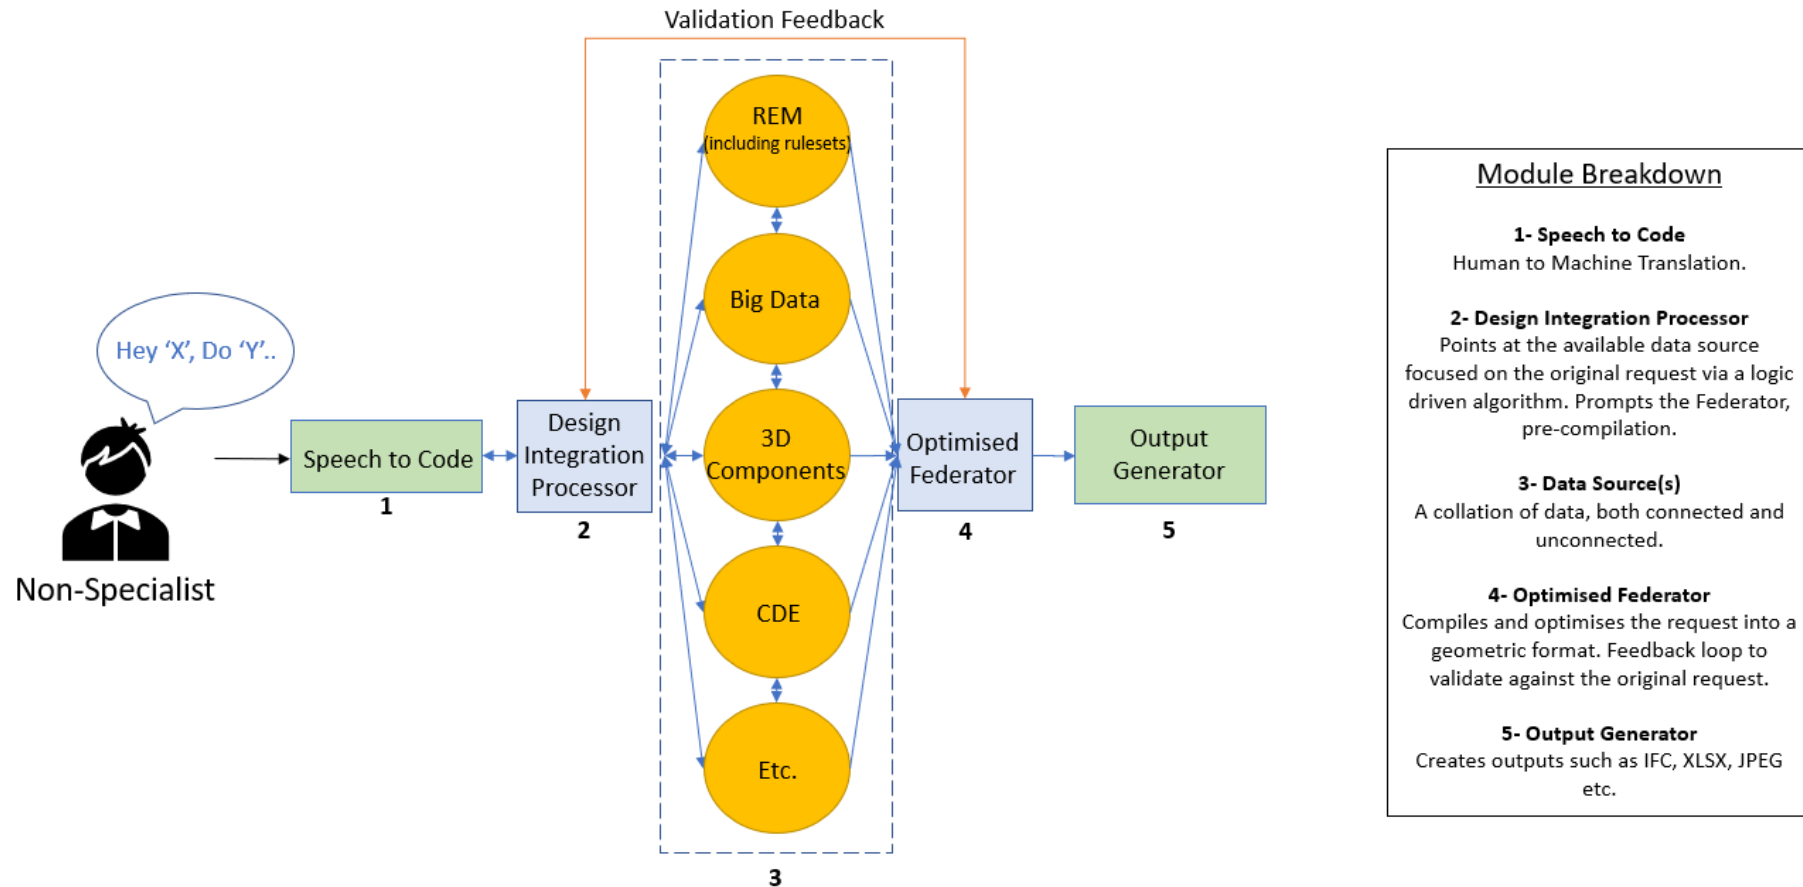 Validation Feedback
REM
(including rulesets)
Big Data
Hey ‘X’, Do ‘Y’..
Non-Specialist
Speech to Code
1
Design
Integration
Processor
2
3D
Components
CDE
Etc.
3
Optimised
Federator
4
Output
Generator
5
Module Breakdown
1- Speech to Code
Human to Machine Translation.
2- Design Integration Processor
Points at the available data source
focused on the original request via a logic
driven algorithm. Prompts the Federator,
pre-compilation.
3- Data Source(s)
A collation of data, both connected and
unconnected.
4- Optimised Federator
Compiles and optimises the request into a
geometric format. Feedback loop to
validate against the original request.
5- Output Generator
Creates outputs such as IFC, XLSX, JPEG
etc.